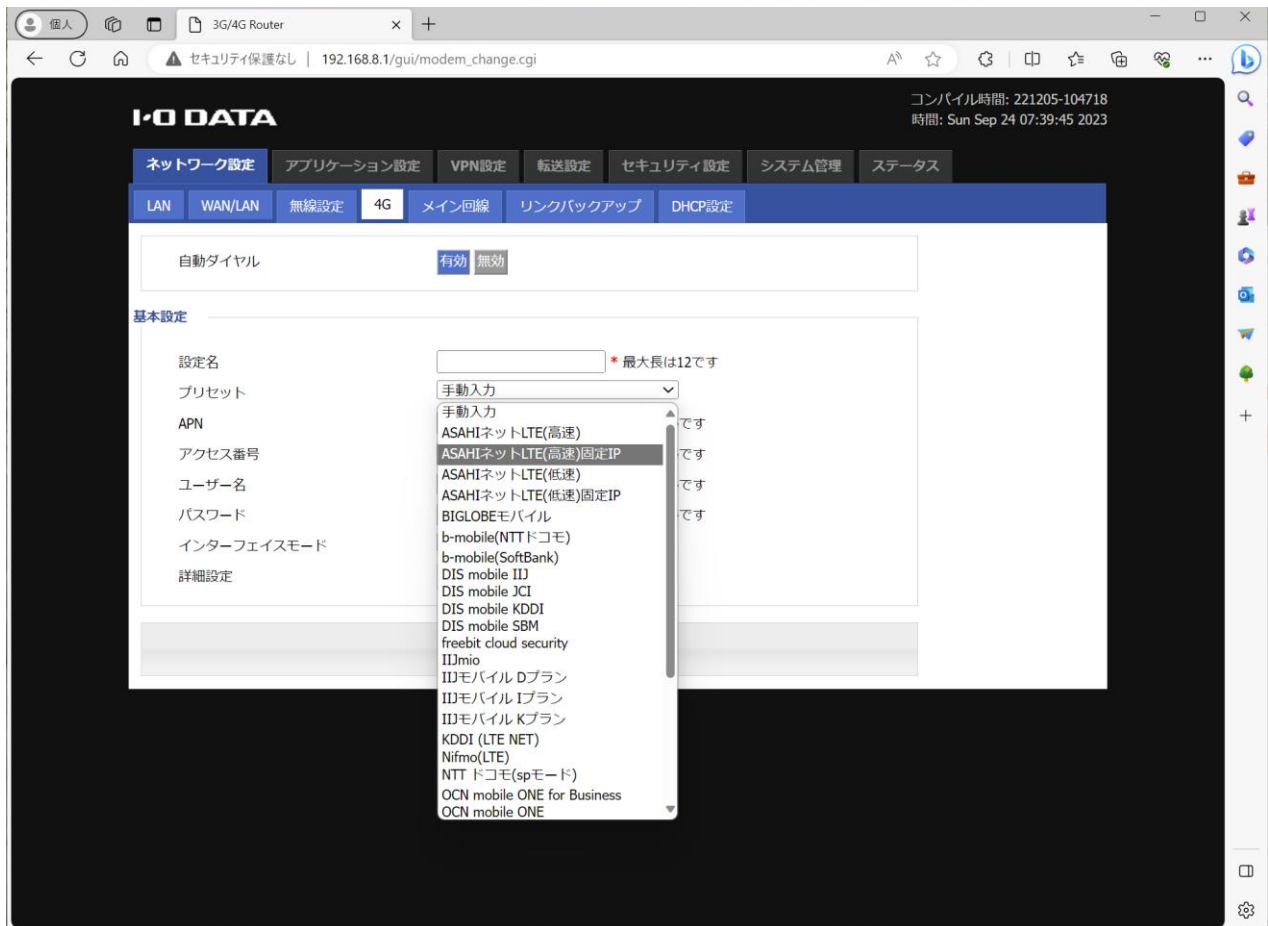 個人
3G/4G Router
セキュリティ保護なし | 192.168.8.1/gui/modem_change.cgi
I-O DATA
コンパイル時間: 221205-104718
時間: Sun Sep 24 07:39:45 2023
ネットワーク設定 アプリケーション設定 VPN設定 転送設定 セキュリティ設定 システム管理 ステータス
LAN WAN/LAN 無線設定 4G メイン回線 リンクバックアップ DHCP設定
自動ダイヤル 有効 無効
基本設定
設定名 * 最大長は12です
プリセット 手動入力
APN です
アクセス番号 です
ユーザー名 です
パスワード です
インターフェイスモード
詳細設定
手動入力
ASAHIネットLTE(高速)
ASAHIネットLTE(高速)固定IP
ASAHIネットLTE(低速)
ASAHIネットLTE(低速)固定IP
BIGLOBEモバイル
b-mobile(NTTドコモ)
b-mobile(SoftBank)
DIS mobile IIJ
DIS mobile JCI
DIS mobile KDDI
DIS mobile SBM
freebit cloud security
IIJmio
IIJモバイル Dプラン
IIJモバイル Iプラン
IIJモバイル Kプラン
KDDI (LTE NET)
Nifmo(LTE)
NTT ドコモ(spモード)
OCN mobile ONE for Business
OCN mobile ONE